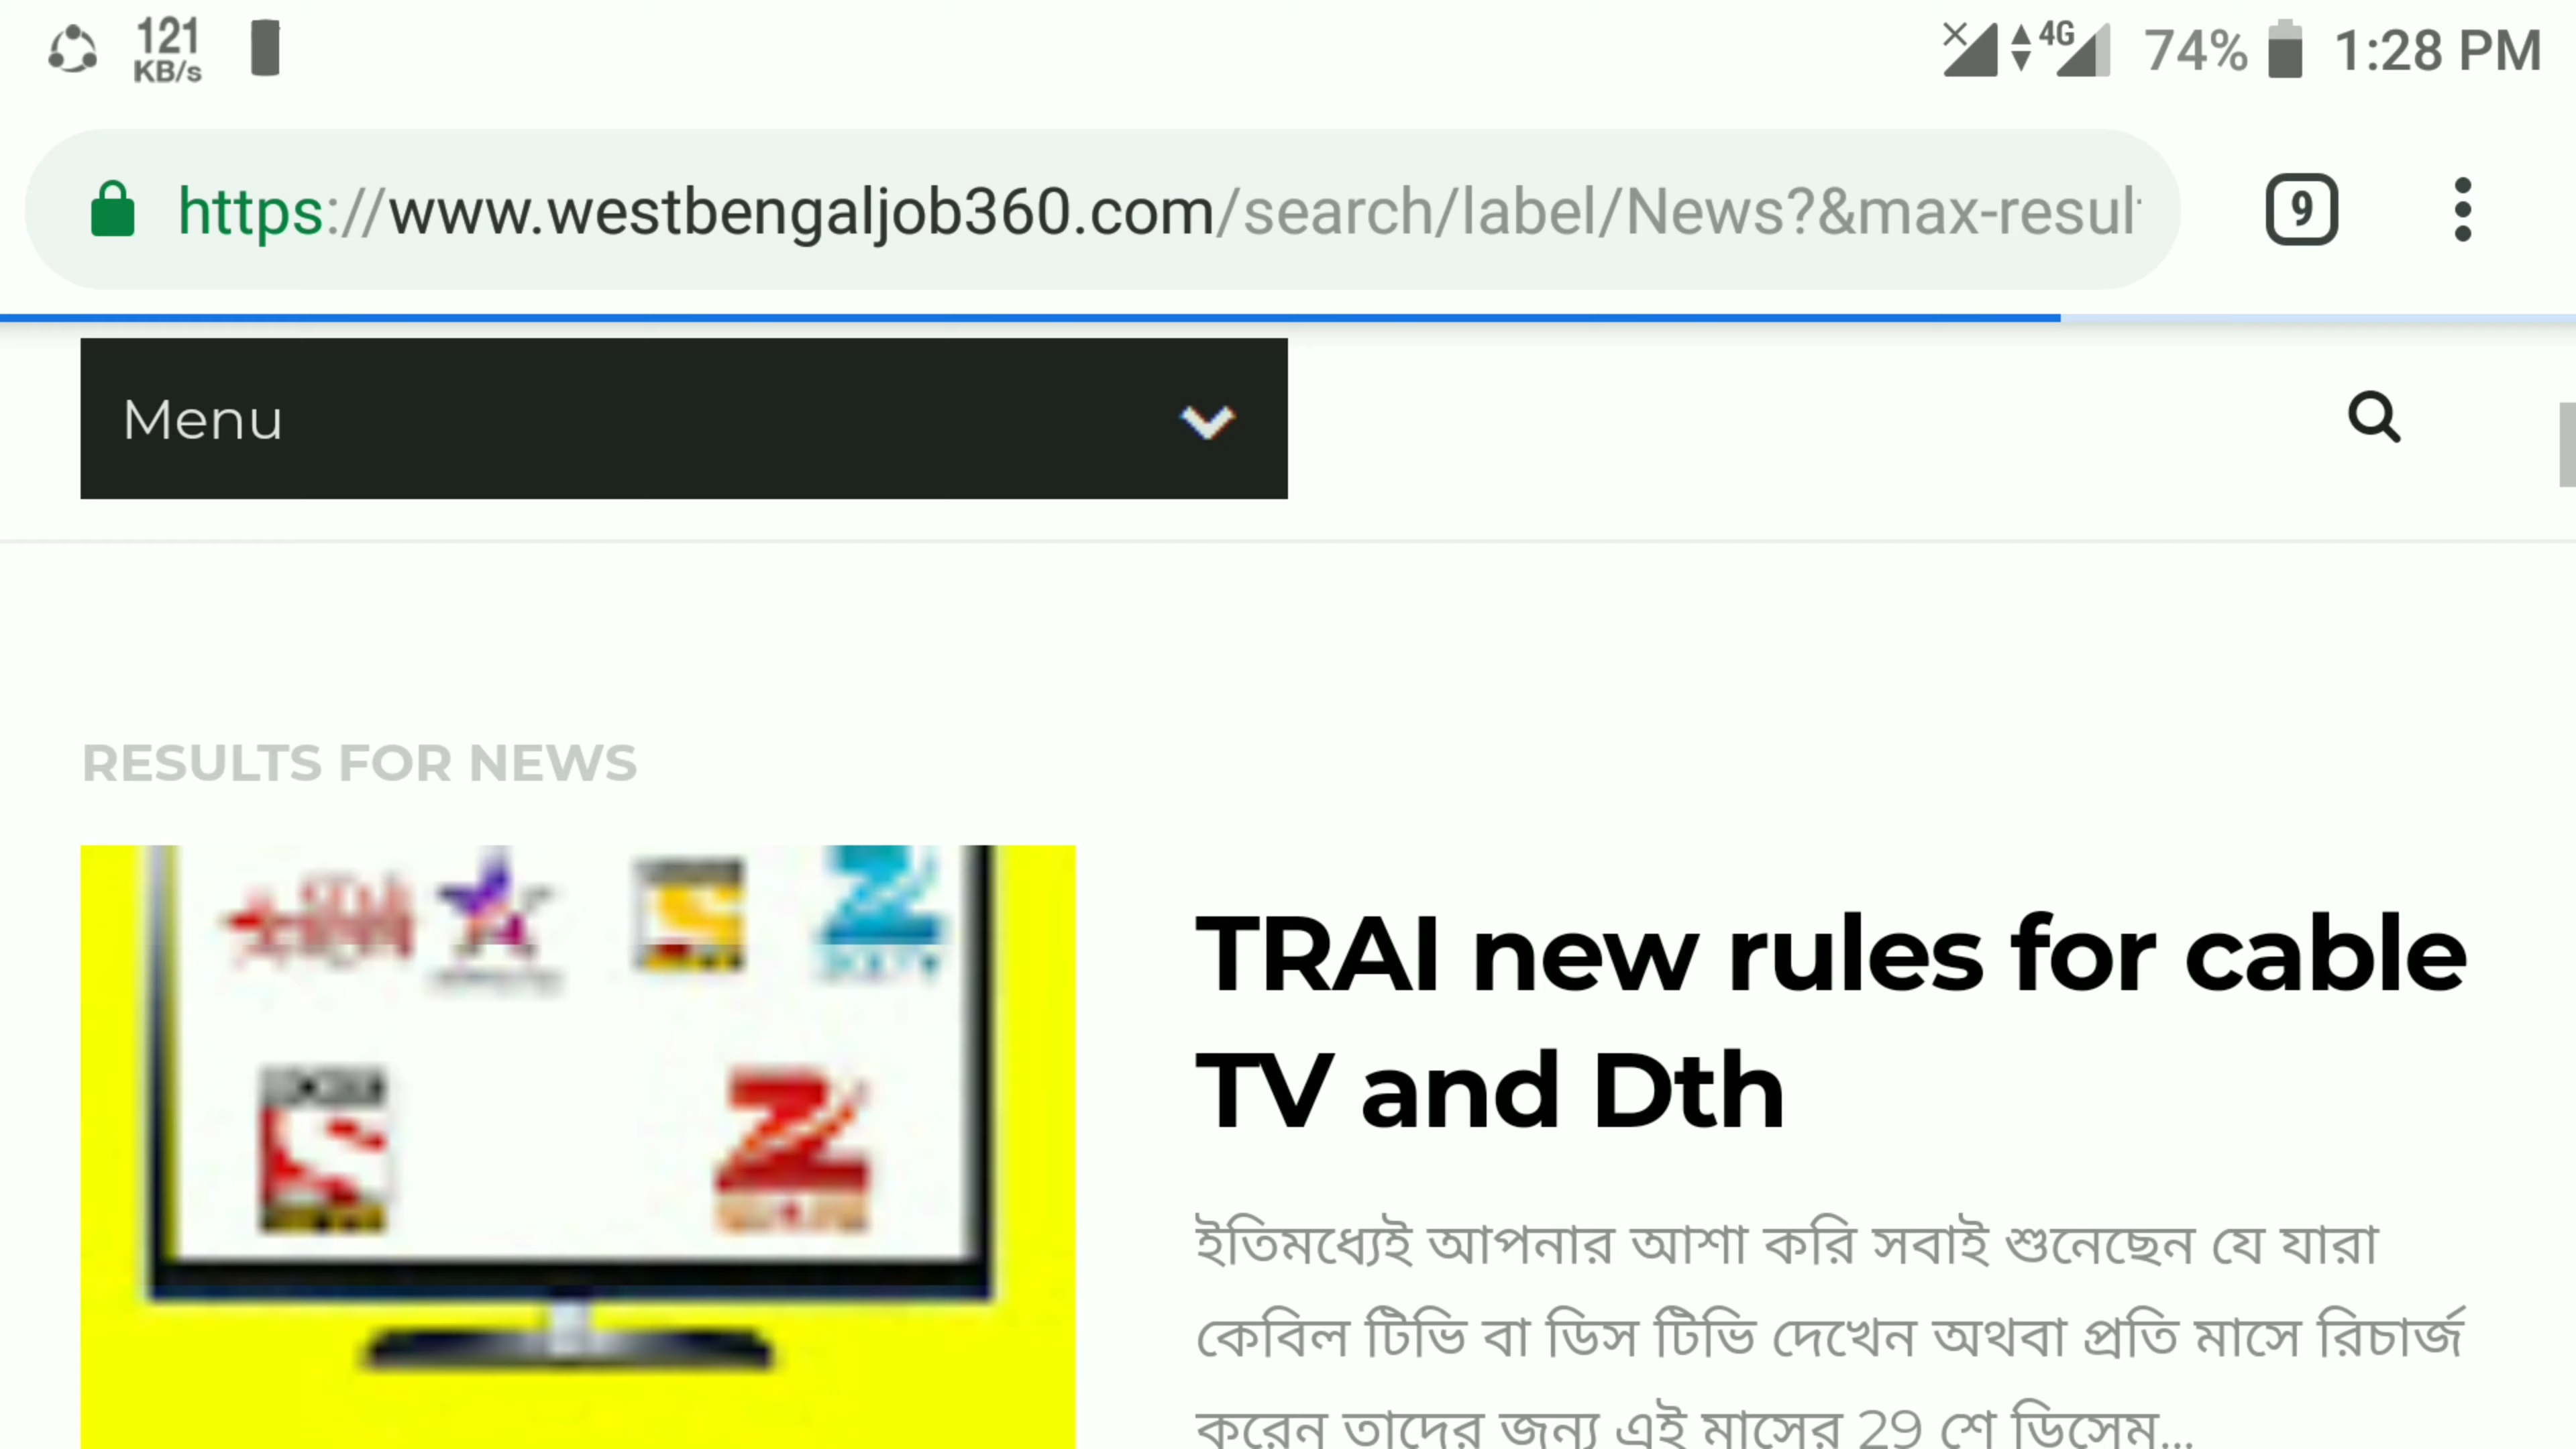 121
KB/s
4G
74%
1:28 PM
https://www.westbengaljob360.com/search/label/News?&max-resul
9
Menu
RESULTS FOR NEWS
TRAI new rules for cable
TV and Dth
ইতিমধ্যেই আপনার আশা করি সবাই শুনেছেন যে যারা
কেবিল টিভি বা ডিস টিভি দেখেন অথবা প্রতি মাসে রিচার্জ
করেন তাদের জন্য এই মাসের 29 শে ডিসেম...